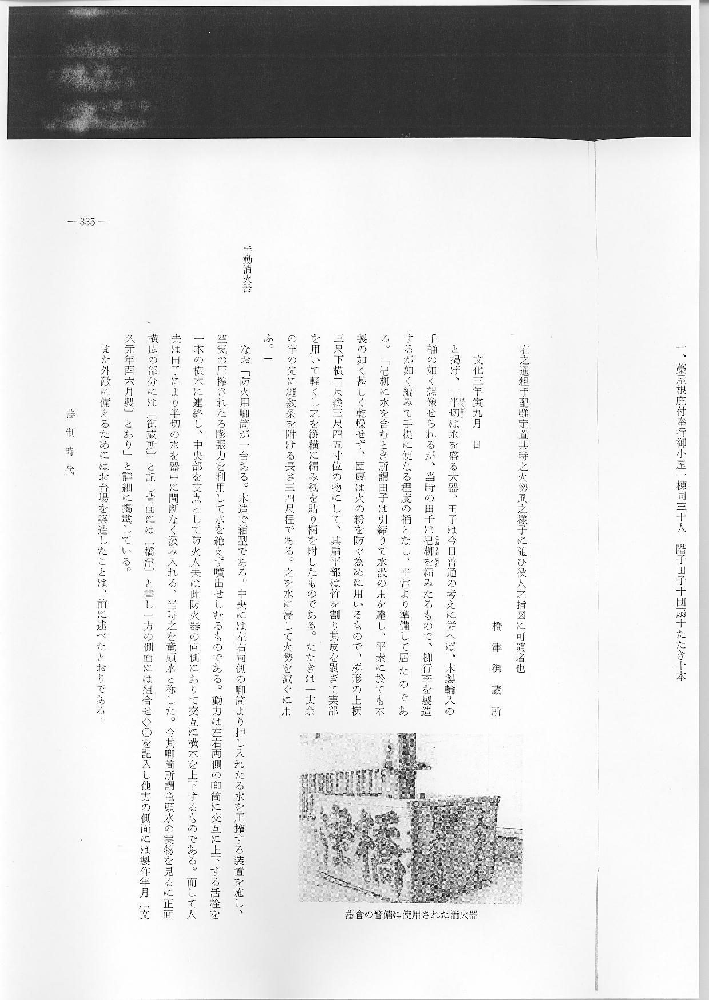 一、藁屋根庇付奉行御小屋一棟同三十人　階子田子十団扇十たたき十本
右之通粗手配雖定置其時之火勢風之様子に随ひ役人之指図に可随者也
橋津御蔵所
文化三年寅九月　日
と掲げ、「半切は水を盛る大器、田子は今日普通の考えに従へば、木製輪入の
はんぎり
手桶の如く想像せられるが、当時の田子は杞柳を編みたるもので、柳行李を製造
こおりやなぎ
するが如く編みて手提に便なる程度の桶となし、平常より準備して居たのであ
る。「杞柳に水を含むとき所謂田子は引締りて水汲の用を達し、平素に於ても木
製の如く甚しく乾燥せず、団扇は火の粉を防ぐ為めに用いるもので、梯形の上横
三尺下横二尺縦三尺四五寸位の物にして、其扁平部は竹を割り其皮を剝ぎて実部
を用いて軽くし之を縦横に編み紙を貼り柄を附したものである。たたきは一丈余
の竿の先に繩数条を附ける長さ三四尺程である。之を水に浸して火勢を減ぐに用
ふ。」
手動消火器
なお「防火用喞筒が一台ある。木造で箱型である。中央には左右両側の喞筒より押し入れたる水を圧搾する装置を施し、
空気の圧搾されたる膨張力を利用して水を絶えず噴出せしむるものである。動力は左右両側の喞筒に交互に上下する活栓を
一本の横木に連絡し、中央部を支点として防火人夫は此防火器の両側にありて交互に横木を上下するものである。而して人
夫は田子により半切の水を器中に間断なく汲み入れる、当時之を竜頭水と称した。今其喞筒所謂竜頭水の実物を見るに正面
横広の部分には〔御蔵所〕と記し背面には〔橋津〕と書し一方の側面には組合せ◇○を記入し他方の側面には製作年月〔文
久元年酉六月製〕とあり」と詳細に掲載している。
また外敵に備えるためにはお台場を築造したことは、前に述べたとおりである。
藩制時代
— 335 —
文久元年
酉六月製
橋津
藩倉の警備に使用された消火器